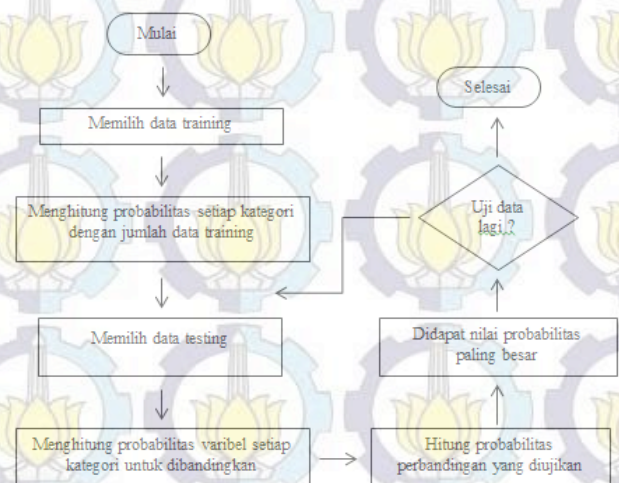 Mulai
Memilih data training
Menghitung probabilitas setiap kategori
dengan jumlah data training
Memilih data testing
Menghitung probabilitas varibel setiap
kategori untuk dibandingkan
Hitung probabilitas
perbandingan yang diujikan
Didapat nilai probabilitas
paling besar
Uji data
lagi ?
Selesai